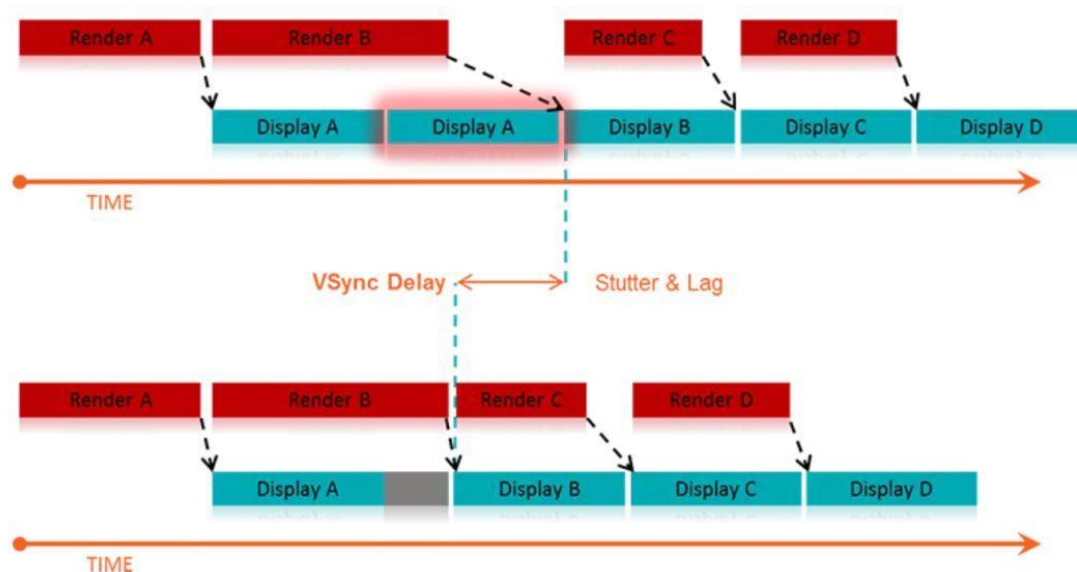 Render A Render B Render C Render D
Display A Display A Display B Display C Display D
TIME
VSync Delay Stutter & Lag
Render A Render B Render C Render D
Display A Display B Display C Display D
TIME